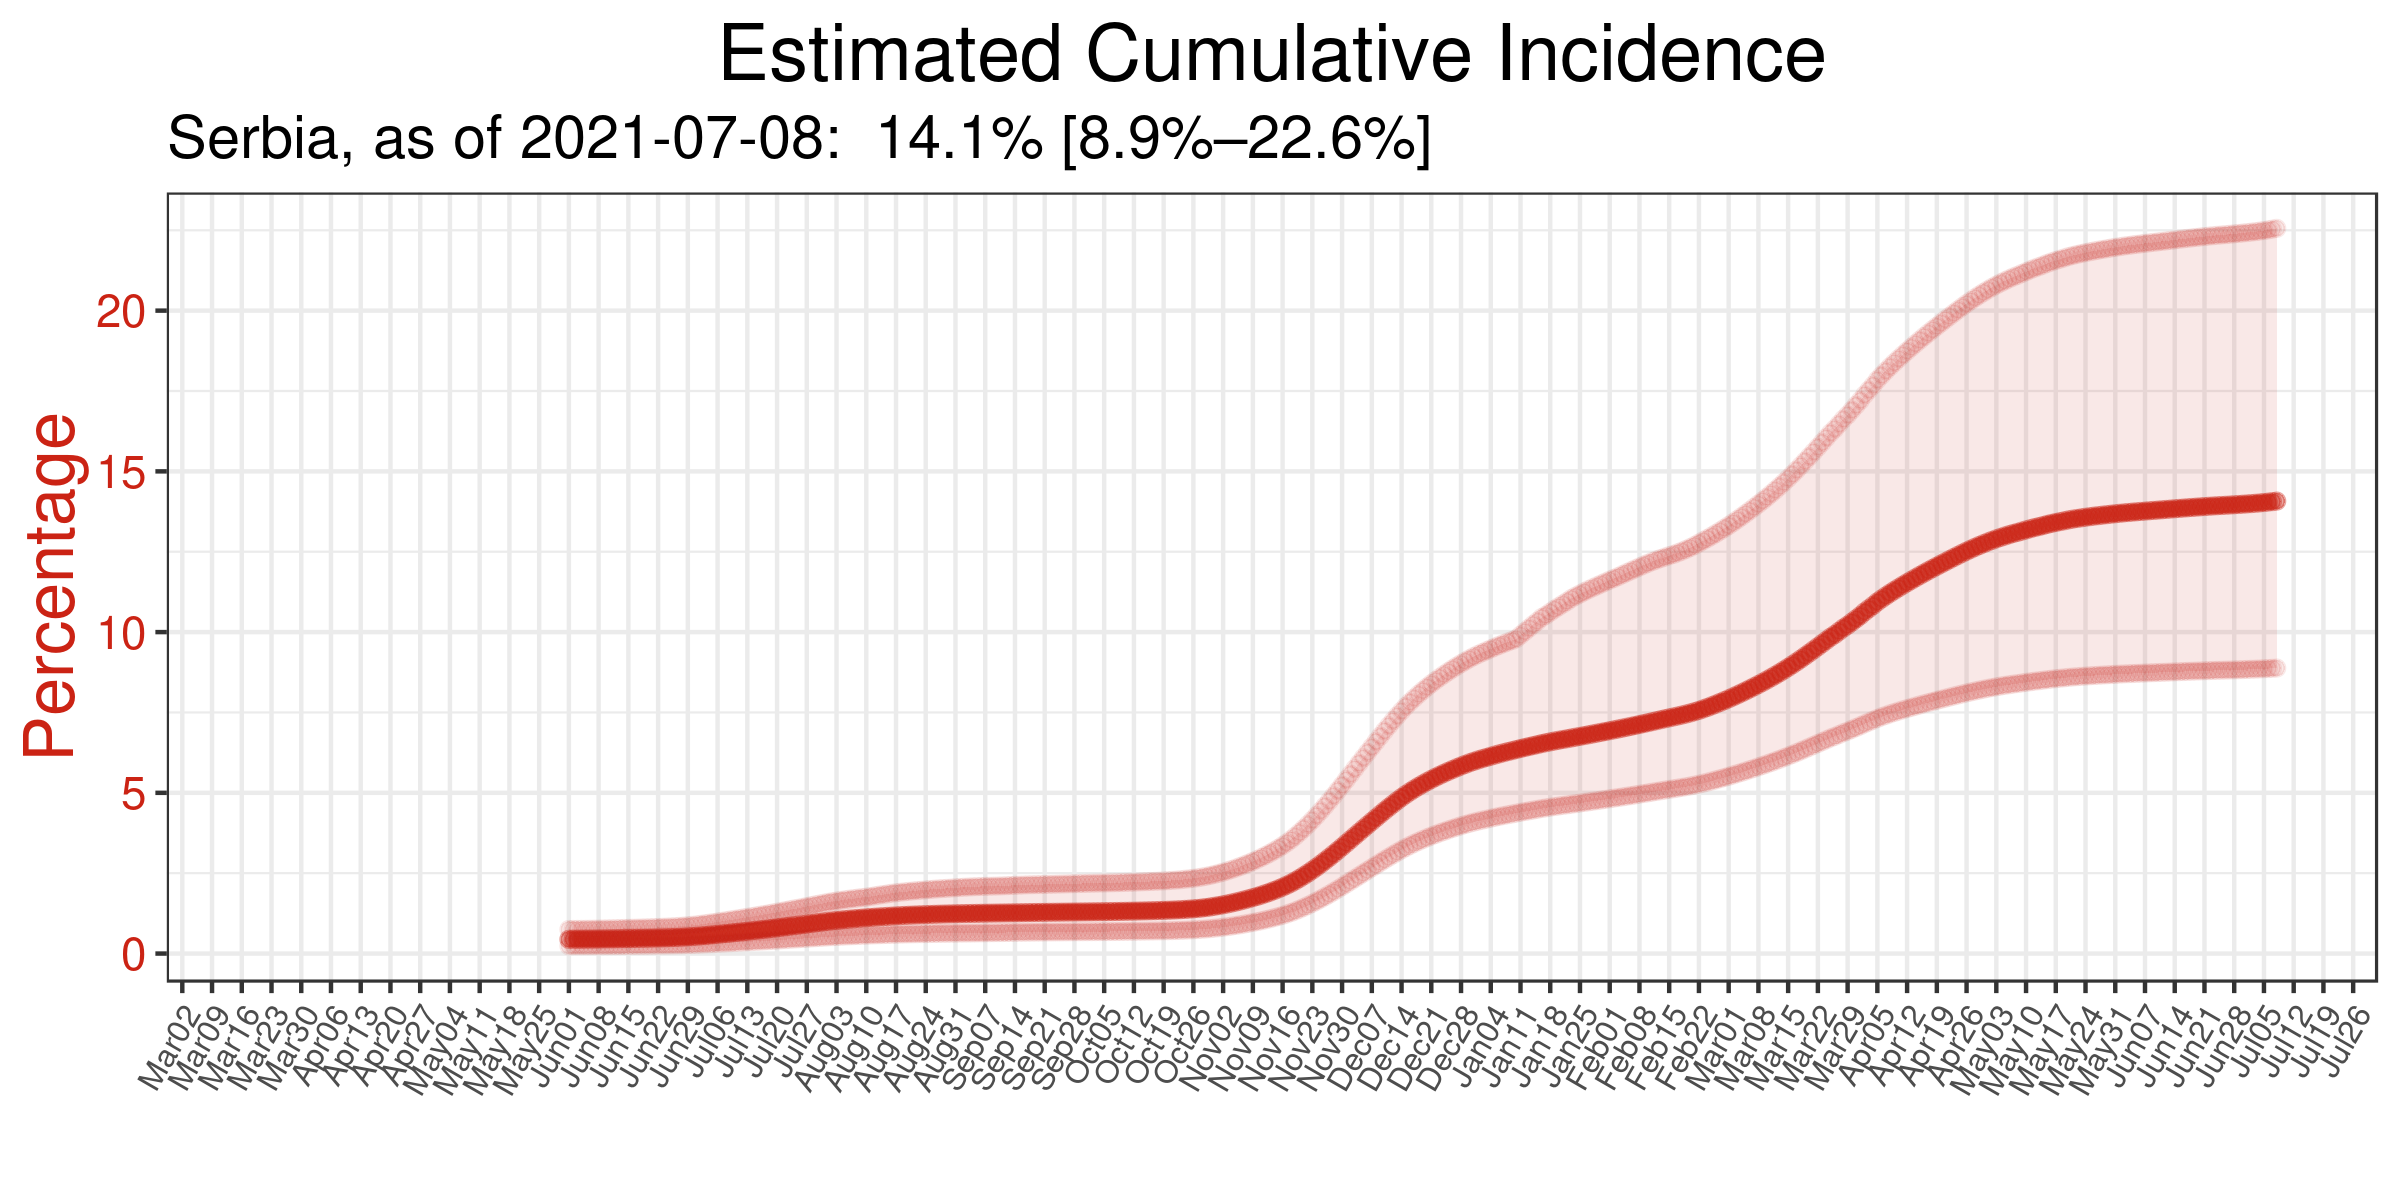 Estimated Cumulative Incidence
Serbia, as of 2021-07-08:  14.1% [8.9%–22.6%]
Percentage
20
15
10
5
0
Mar02
Mar09
Mar16
Mar23
Mar30
Apr06
Apr13
Apr20
Apr27
May04
May11
May18
May25
Jun01
Jun08
Jun15
Jun22
Jun29
Jul06
Jul13
Jul20
Jul27
Aug03
Aug10
Aug17
Aug24
Aug31
Sep07
Sep14
Sep21
Sep28
Oct05
Oct12
Oct19
Oct26
Nov02
Nov09
Nov16
Nov23
Nov30
Dec07
Dec14
Dec21
Dec28
Jan04
Jan11
Jan18
Jan25
Feb01
Feb08
Feb15
Feb22
Mar01
Mar08
Mar15
Mar22
Mar29
Apr05
Apr12
Apr19
Apr26
May03
May10
May17
May24
May31
Jun07
Jun14
Jun21
Jun28
Jul05
Jul12
Jul19
Jul26